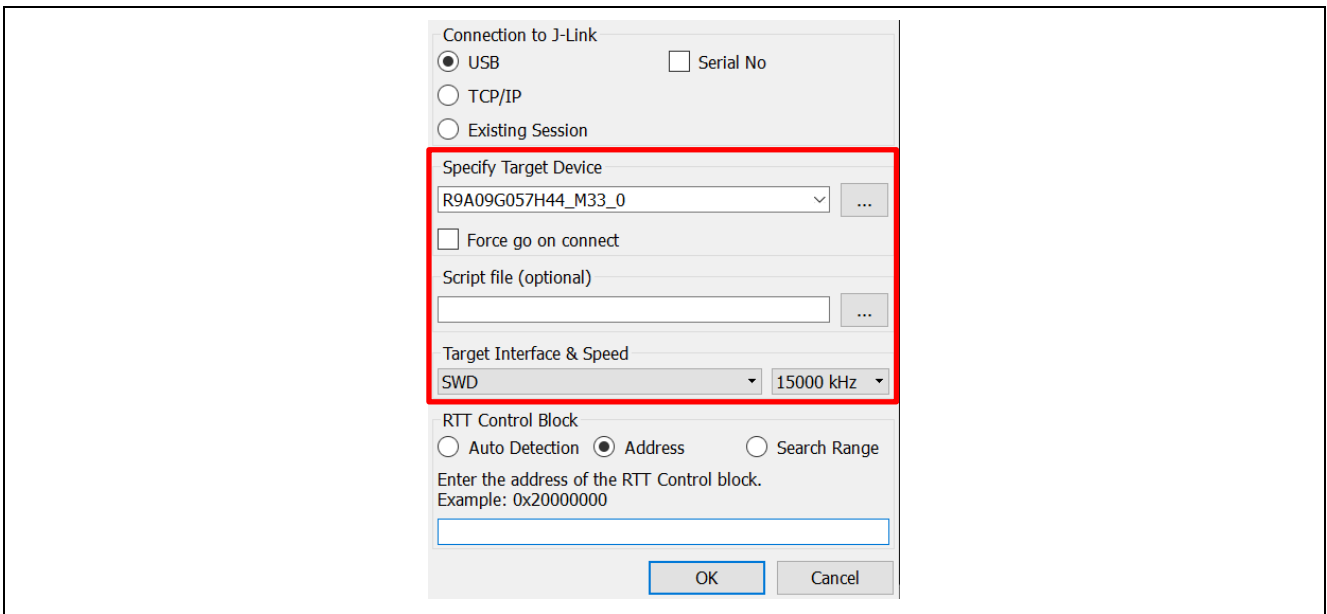 Connection to J-Link
USB Serial No
TCP/IP
Existing Session
Specify Target Device
R9A09G057H44_M33_0 ...
Force go on connect
Script file (optional)
...
Target Interface & Speed
SWD 15000 kHz
RTT Control Block
Auto Detection Address Search Range
Enter the address of the RTT Control block.
Example: 0x20000000
OK Cancel